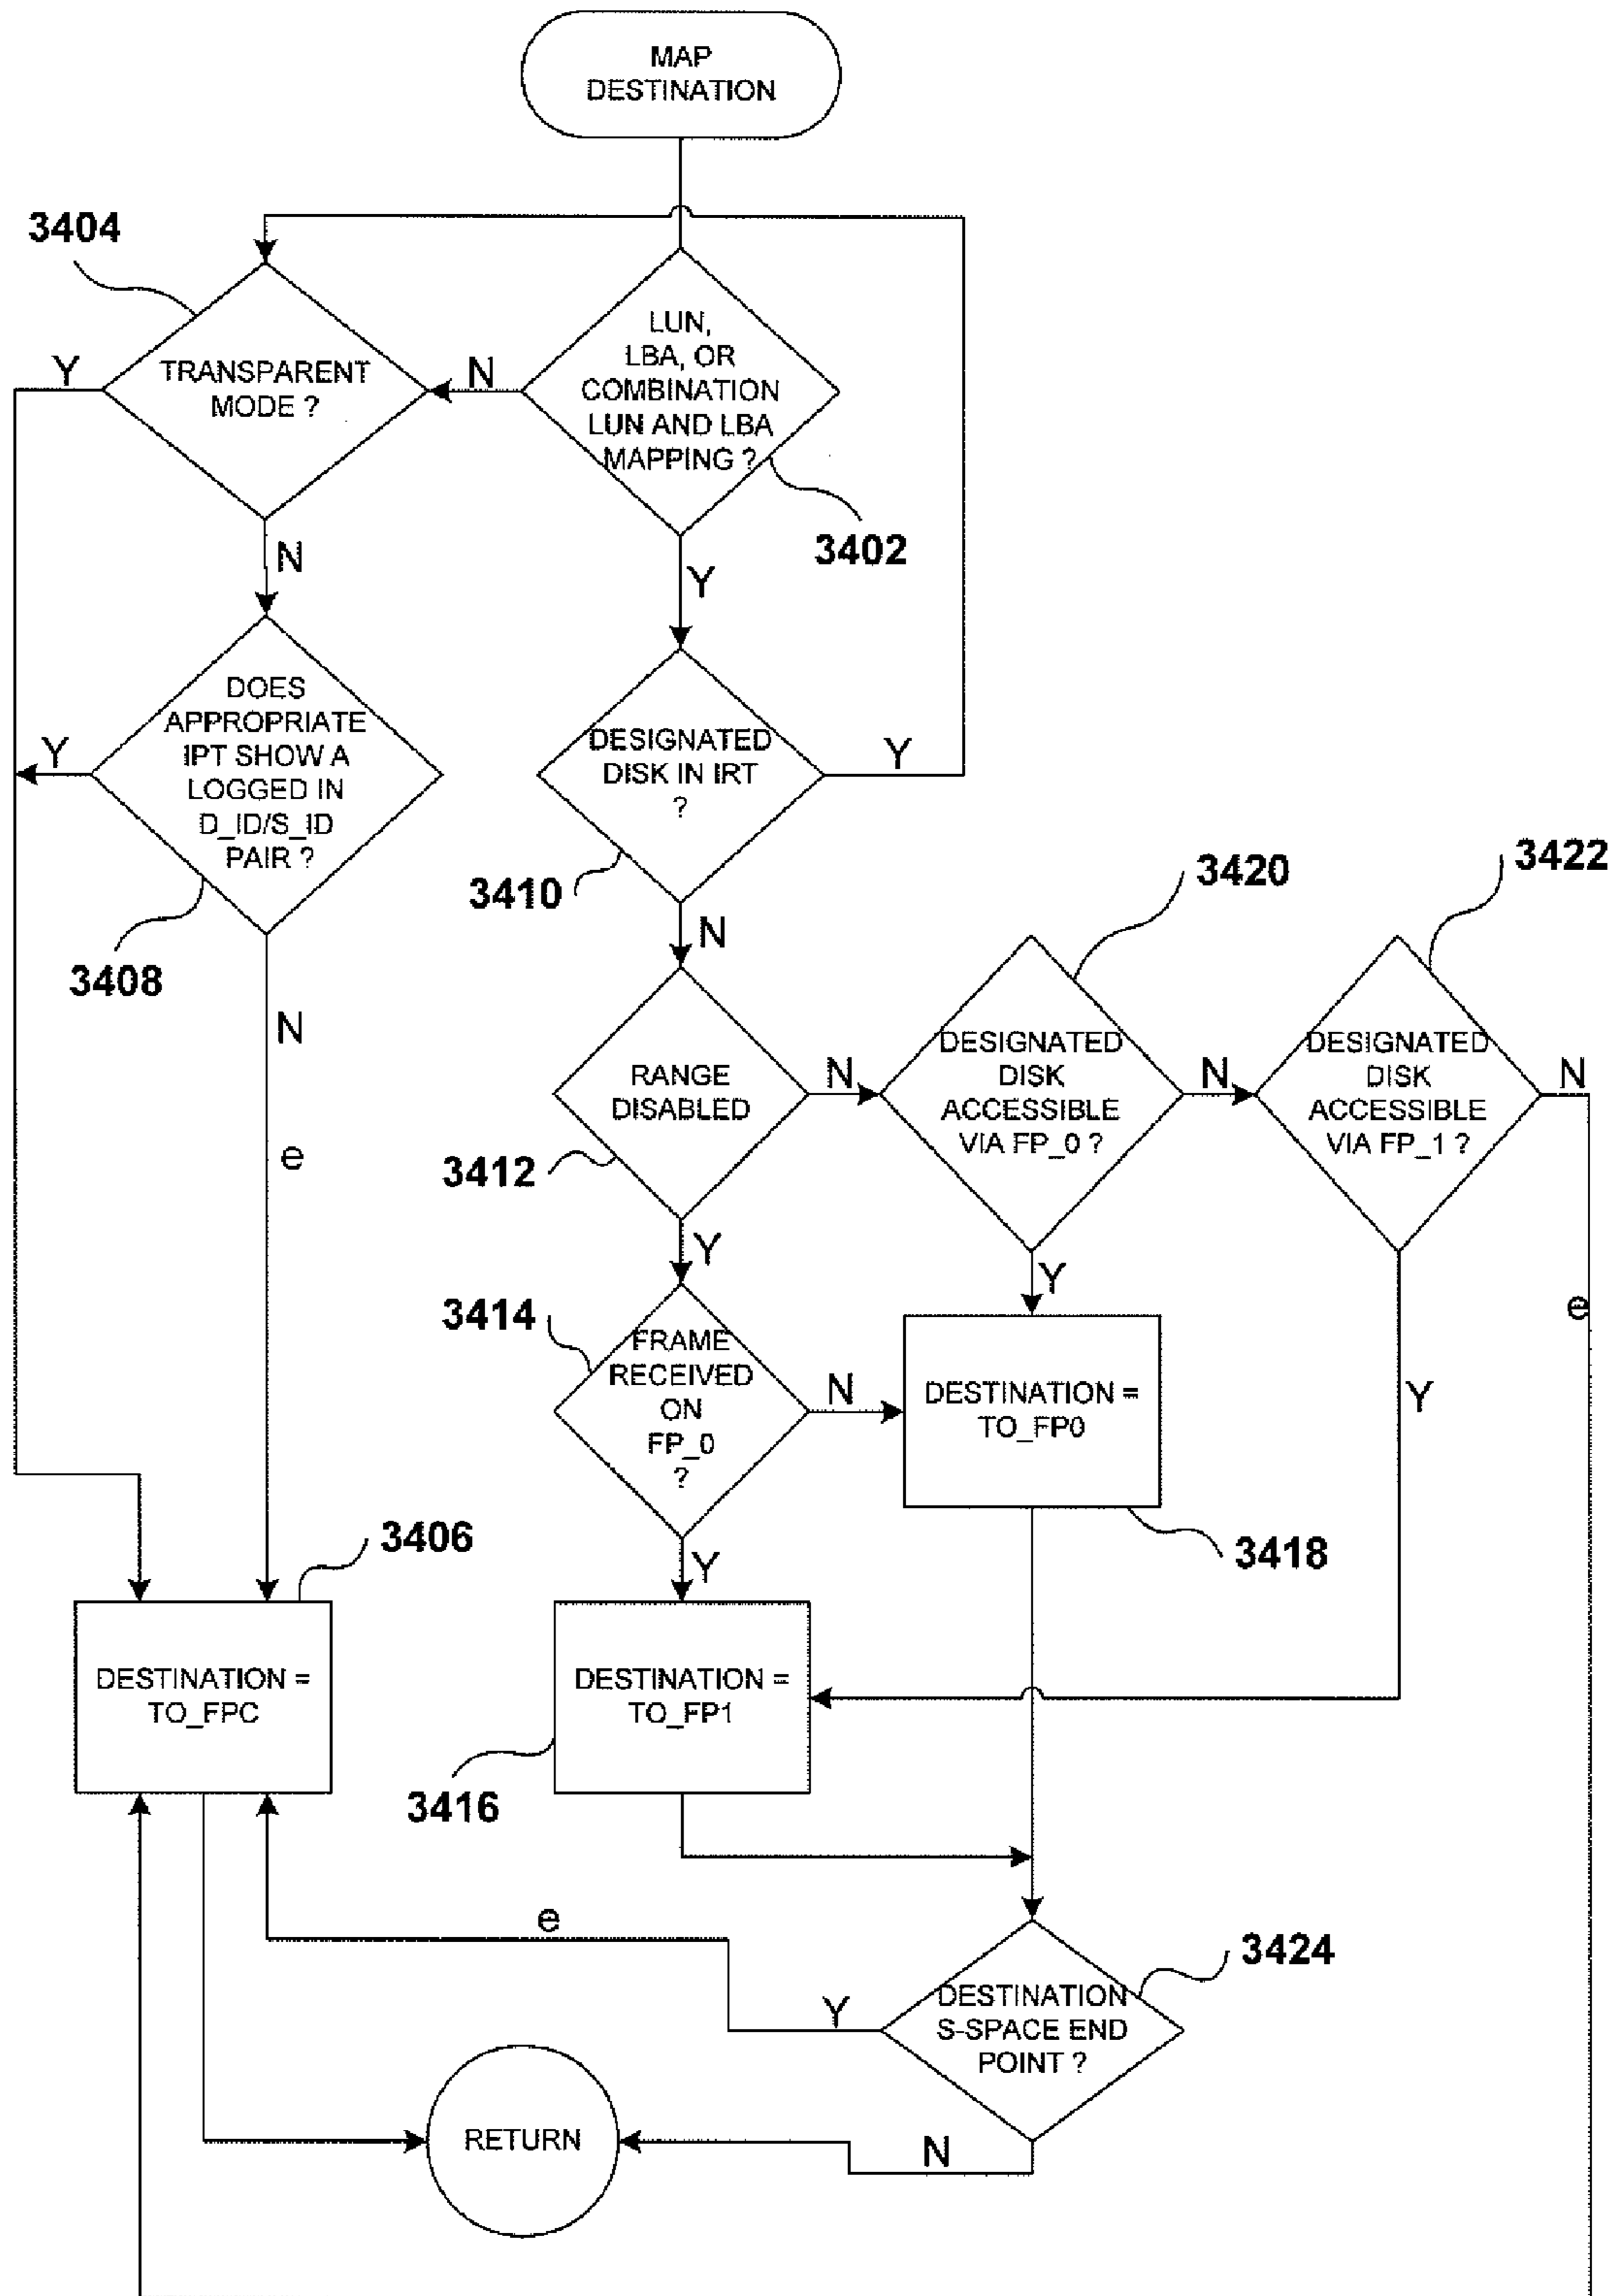 MAP
DESTINATION
3404
LUN,
LBA, OR
COMBINATION
LUN AND LBA
MAPPING ?
Y
TRANSPARENT
MODE ?
N
3402
N
Y
DOES
APPROPRIATE
IPT SHOW A
LOGGED IN
D_ID/S_ID
PAIR ?
Y
DESIGNATED
DISK IN IRT
?
Y
3410
3408
N
3420
3422
N
e
RANGE
DISABLED
N
DESIGNATED
DISK
ACCESSIBLE
VIA FP_0 ?
N
DESIGNATED
DISK
ACCESSIBLE
VIA FP_1 ?
N
3412
Y
Y
e
3414
FRAME
RECEIVED
ON
FP_0
?
N
DESTINATION =
TO_FP0
Y
3406
Y
3418
DESTINATION =
TO_FPC
DESTINATION =
TO_FP1
3416
e
3424
Y
DESTINATION
S-SPACE END
POINT ?
RETURN
N